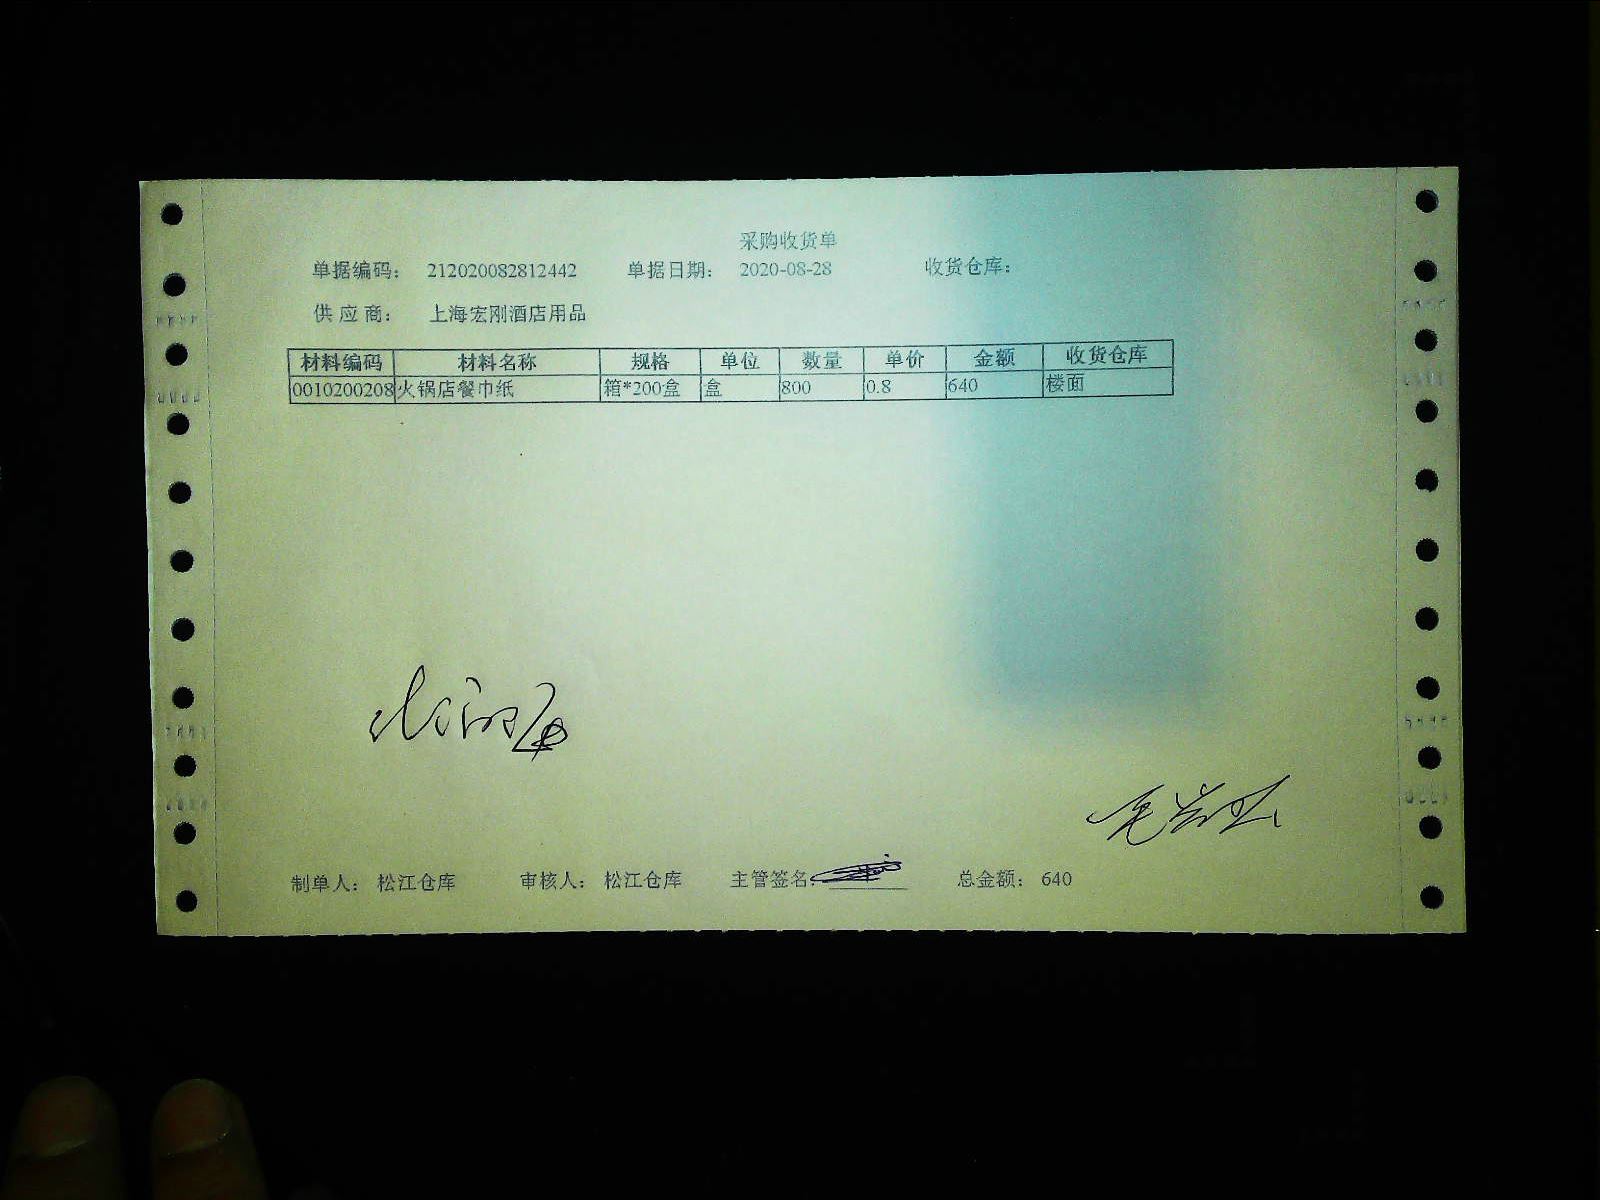 采购收货单
单据编码: 212020082812442 单据日期: 2020-08-28 收货仓库:
供应商: 上海宏刚酒店用品
材料编码 材料名称 规格 单位 数量 单价 金额 收货仓库
0010200208 火锅店餐巾纸 箱*200盒 盒 800 0.8 640 楼面
制单人: 松江仓库 审核人: 松江仓库 主管签名: 总金额: 640